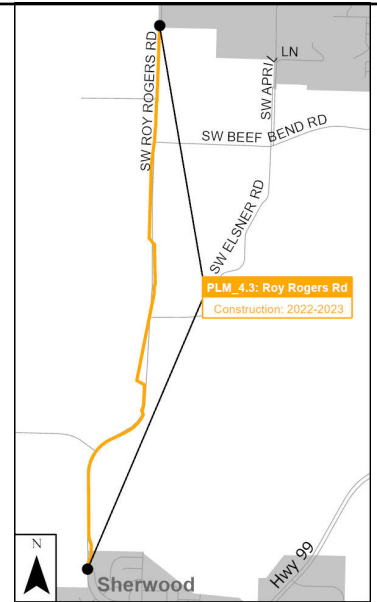 LN
SW APRIL
SW ROY ROGERS RD
SW BEEF BEND RD
SW ELSNER RD
PLM_4.3: Roy Rogers Rd
Construction: 2022-2023
Hwy 99
N
Sherwood